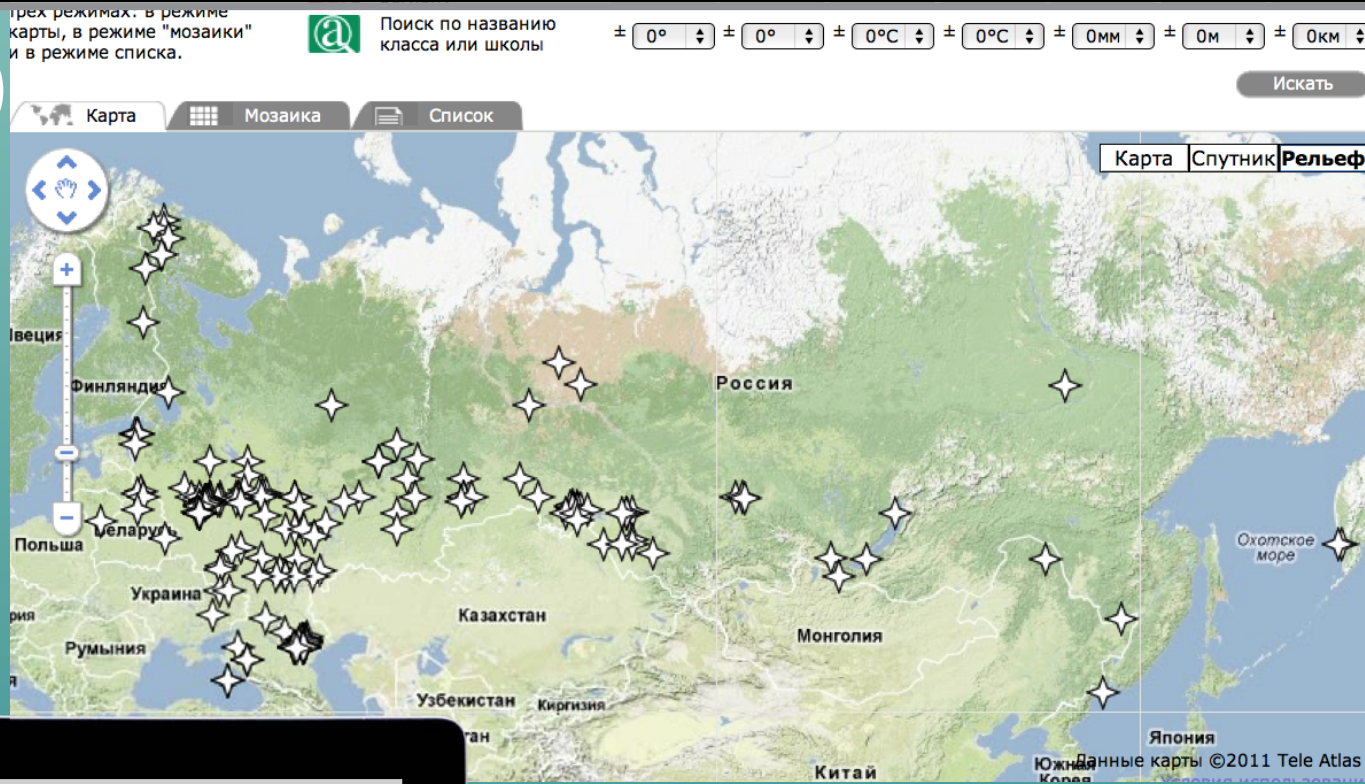 трех режимах: в режиме
карты, в режиме "мозаики"
и в режиме списка.
Поиск по названию
класса или школы
± 0° ± 0° ± 0°C ± 0°C ± 0мм ± 0м ± 0км
Искать
Карта Мозаика Список
Карта Спутник Рельеф
Швеция
Финляндия
Россия
Беларусь
Польша
Охотское
море
Украина
Казахстан
Румыния
Монголия
Узбекистан Киргизия
Япония
Южная
Корея
Китай
Данные карты ©2011 Tele Atlas